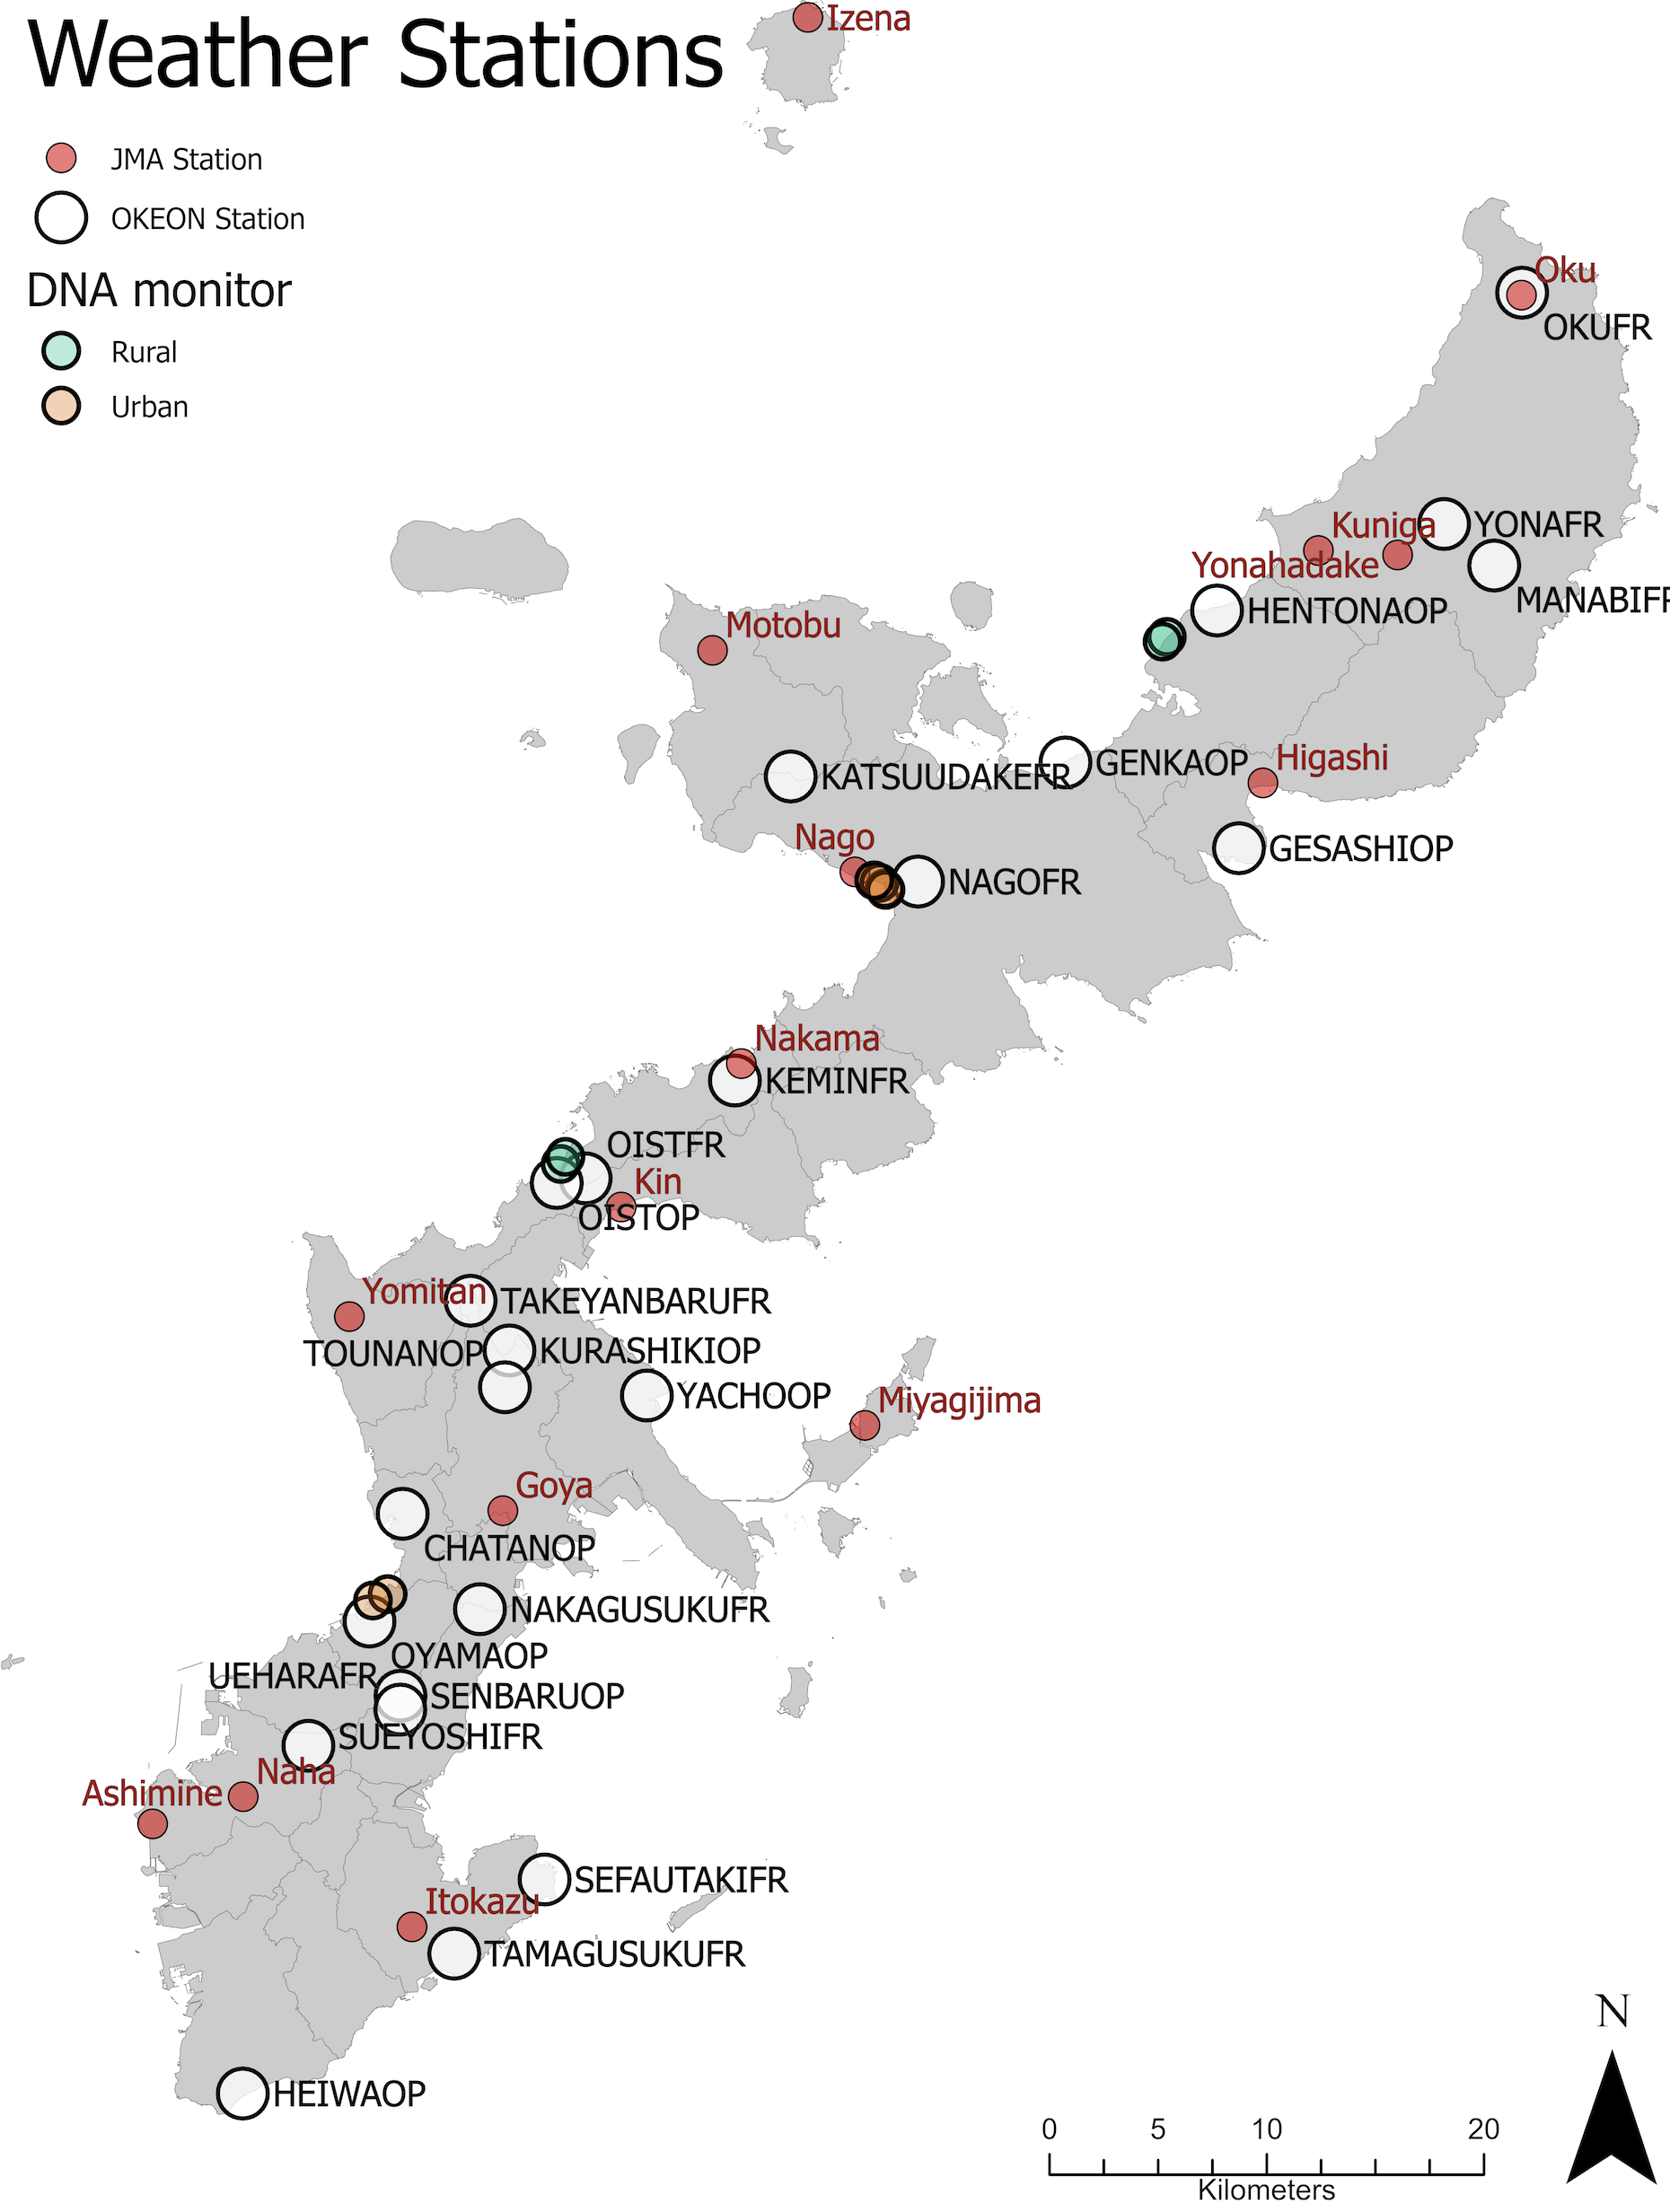 Weather Stations
JMA Station
OKEON Station
DNA monitor
Rural
Urban
Izena
Oku
OKUFR
Kuniga
YONAFR
Yonahadake
MANABIFR
HENTONAOP
Motobu
GENKAOP
Higashi
KATSUUDAKEFR
Nago
GESASHIOP
NAGOFR
Nakama
KEMINFR
OISTFR
Kin
OISTOP
Yomitan
TAKEYANBARUFR
TOUNANOP
KURASHIKIOP
YACHOOP
Miyagijima
Goya
CHATANOP
NAKAGUSUKUFR
OYAMAOP
UEHARAFR
SENBARUOP
SUEYOSHIFR
Naha
Ashimine
SEFAUTAKIFR
Itokazu
TAMAGUSUKUFR
HEIWAOP
N
0 5 10 20
Kilometers